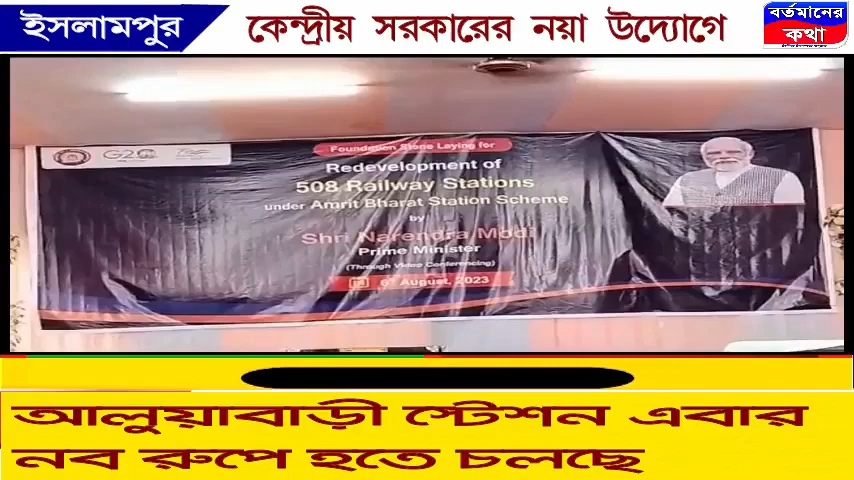 ইসলামপুর
কেন্দ্রীয় সরকারের নয়া উদ্যোগে
বর্তমানের
কথা
G20
Foundation Stone Laying for
Redevelopment of
508 Railway Stations
under Amrit Bharat Station Scheme
by
Shri Narendra Modi
Prime Minister
(Through Video Conferencing)
6th August, 2023
আলুয়াবাড়ী স্টেশন এবার
নব রুপে হতে চলছে